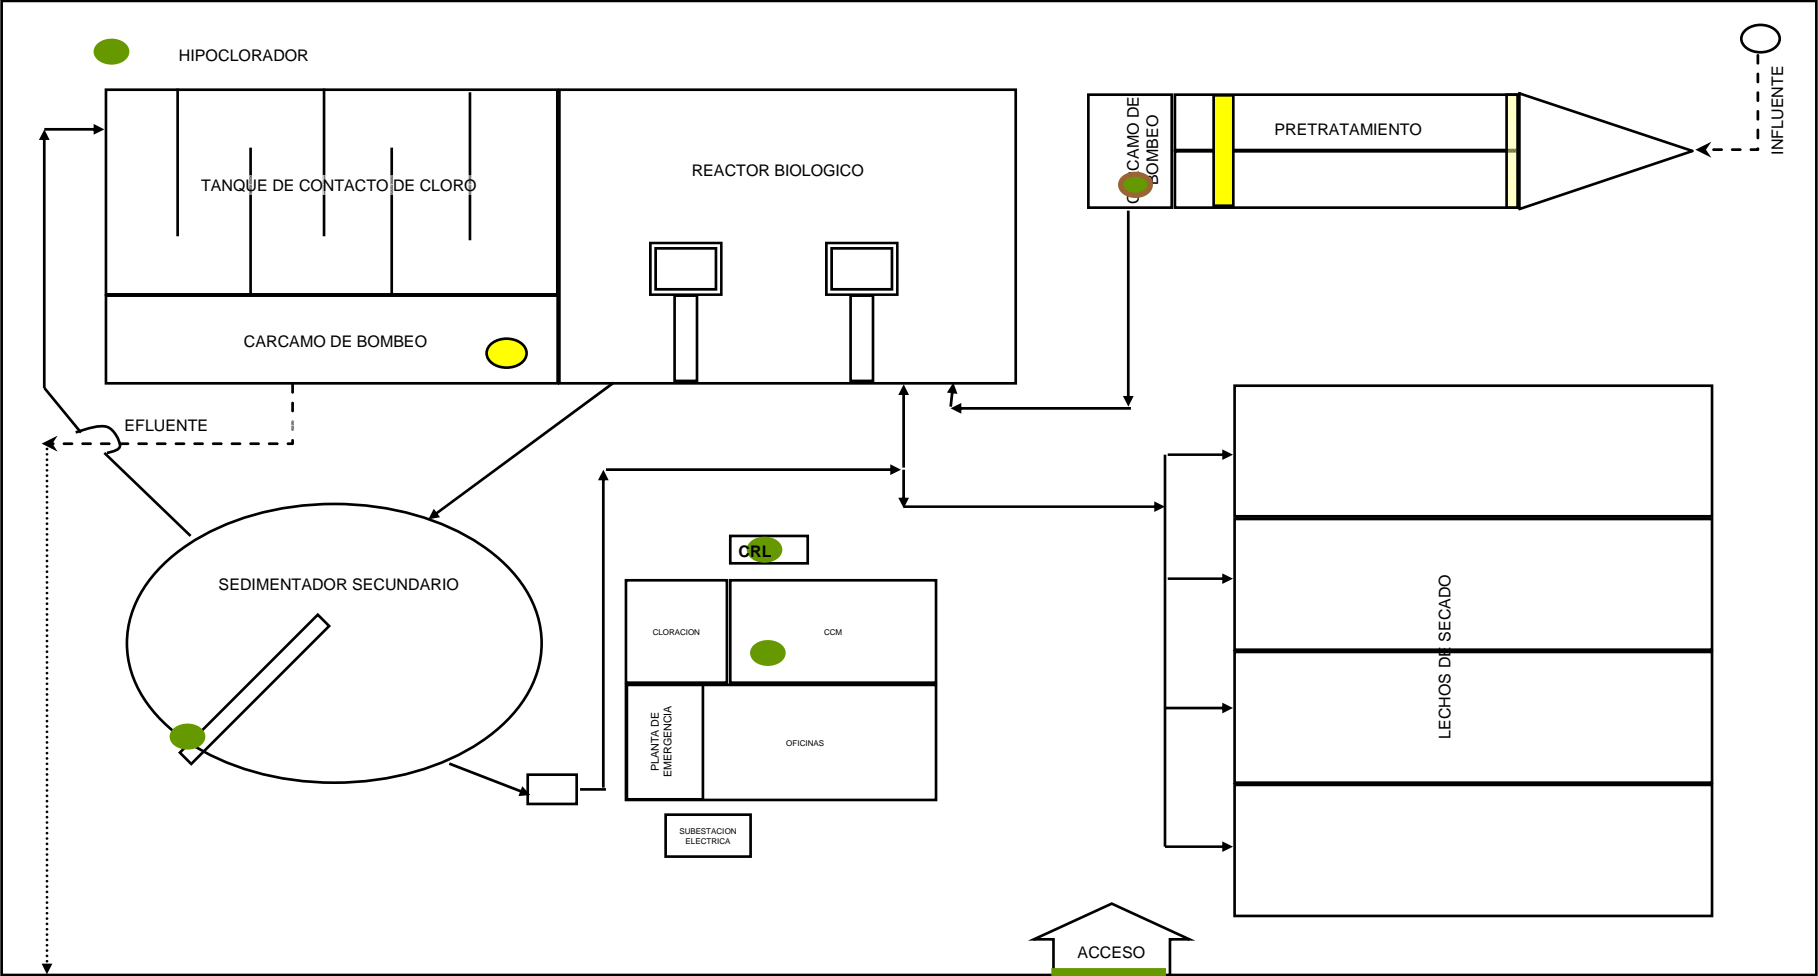 HIPOCLORADOR
INFLUENTE
CARCAMO DE
BOMBEO
PRETRATAMIENTO
REACTOR BIOLOGICO
TANQUE DE CONTACTO DE CLORO
CARCAMO DE BOMBEO
EFLUENTE
CRL
SEDIMENTADOR SECUNDARIO
CLORACION
CCM
LECHOS DE SECADO
PLANTA DE
EMERGENCIA
OFICINAS
SUBESTACION
ELECTRICA
ACCESO